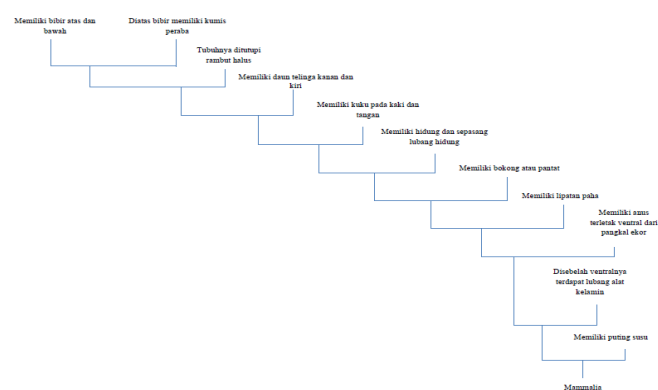 Memiliki bibir atas dan
bawah
Diatas bibir memiliki kumis
peraba
Tubuhnya ditutupi
rambut halus
Memiliki daun telinga kanan dan
kiri
Memiliki kuku pada kaki dan
tangan
Memiliki hidung dan sepasang
lubang hidung
Memiliki bokong atau pantat
Memiliki lipatan paha
Memiliki anus
terletak ventral dari
pangkal ekor
Disebelah ventralnya
terdapat lubang alat
kelamin
Memiliki puting susu
Mammalia